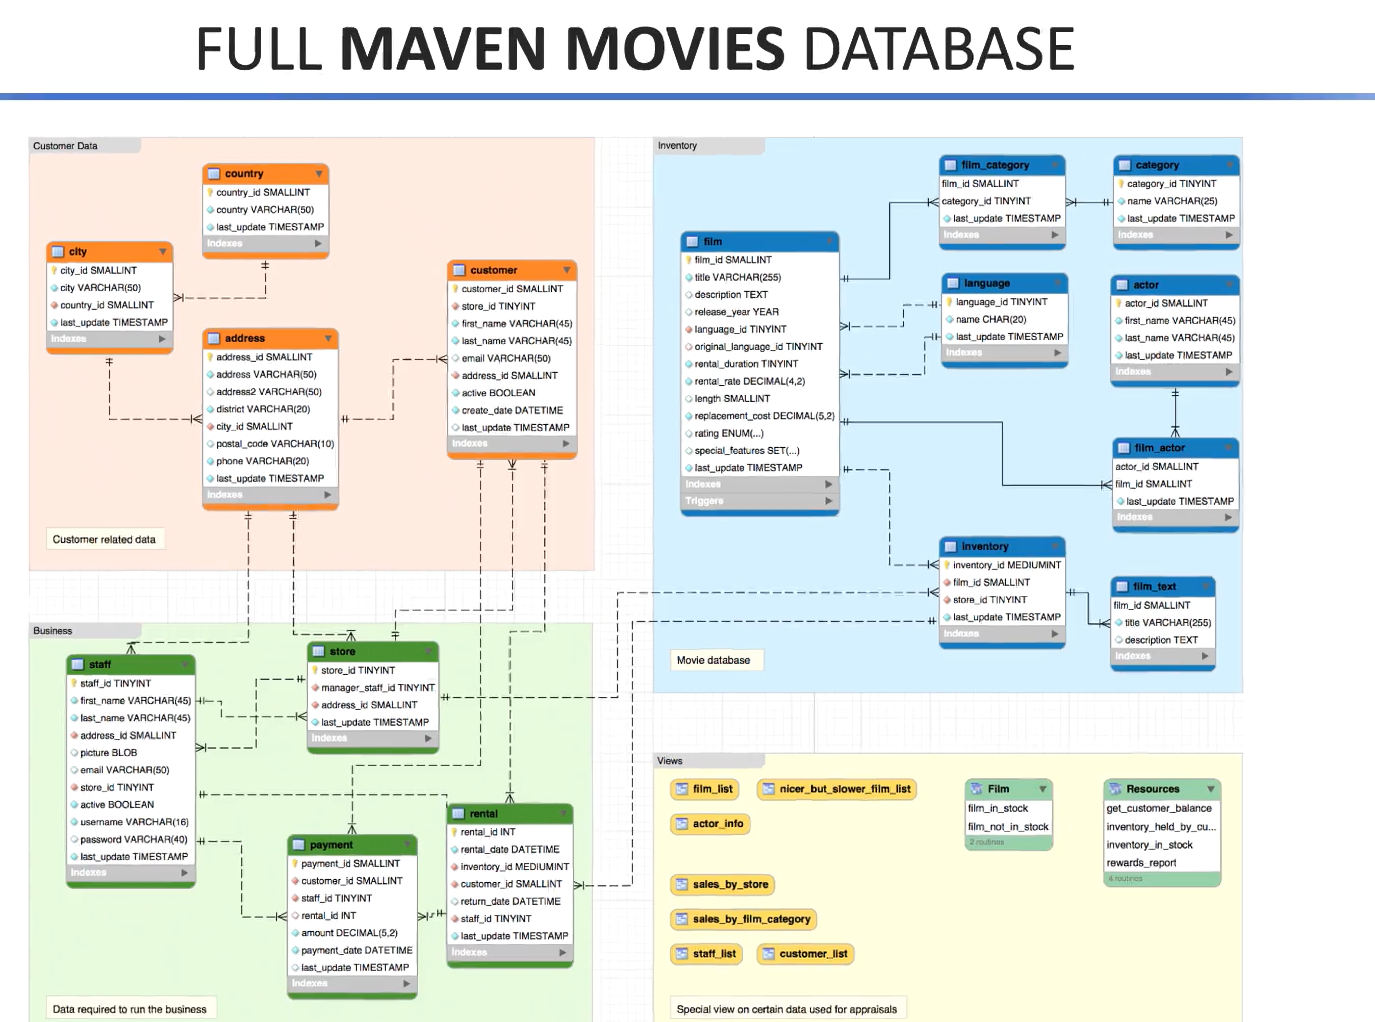 FULL MAVEN MOVIES DATABASE
Customer Data
country
country_id SMALLINT
country VARCHAR(50)
last_update TIMESTAMP
Indexes
city
city_id SMALLINT
city VARCHAR(50)
country_id SMALLINT
last_update TIMESTAMP
Indexes
address
address_id SMALLINT
address VARCHAR(50)
address2 VARCHAR(50)
district VARCHAR(20)
city_id SMALLINT
postal_code VARCHAR(10)
phone VARCHAR(20)
last_update TIMESTAMP
Indexes
customer
customer_id SMALLINT
store_id TINYINT
first_name VARCHAR(45)
last_name VARCHAR(45)
email VARCHAR(50)
address_id SMALLINT
active BOOLEAN
create_date DATETIME
last_update TIMESTAMP
Indexes
Customer related data
Inventory
film
film_id SMALLINT
title VARCHAR(255)
description TEXT
release_year YEAR
language_id TINYINT
original_language_id TINYINT
rental_duration TINYINT
rental_rate DECIMAL(4,2)
length SMALLINT
replacement_cost DECIMAL(5,2)
rating ENUM(...)
special_features SET(...)
last_update TIMESTAMP
Indexes
Triggers
film_category
film_id SMALLINT
category_id TINYINT
last_update TIMESTAMP
Indexes
category
category_id TINYINT
name VARCHAR(25)
last_update TIMESTAMP
Indexes
language
language_id TINYINT
name CHAR(20)
last_update TIMESTAMP
Indexes
actor
actor_id SMALLINT
first_name VARCHAR(45)
last_name VARCHAR(45)
last_update TIMESTAMP
Indexes
film_actor
actor_id SMALLINT
film_id SMALLINT
last_update TIMESTAMP
Indexes
inventory
inventory_id MEDIUMINT
film_id SMALLINT
store_id TINYINT
last_update TIMESTAMP
Indexes
film_text
film_id SMALLINT
title VARCHAR(255)
description TEXT
Indexes
Movie database
Business
staff
staff_id TINYINT
first_name VARCHAR(45)
last_name VARCHAR(45)
address_id SMALLINT
picture BLOB
email VARCHAR(50)
store_id TINYINT
active BOOLEAN
username VARCHAR(16)
password VARCHAR(40)
last_update TIMESTAMP
Indexes
store
store_id TINYINT
manager_staff_id TINYINT
address_id SMALLINT
last_update TIMESTAMP
Indexes
payment
payment_id SMALLINT
customer_id SMALLINT
staff_id TINYINT
rental_id INT
amount DECIMAL(5,2)
payment_date DATETIME
last_update TIMESTAMP
Indexes
rental
rental_id INT
rental_date DATETIME
inventory_id MEDIUMINT
customer_id SMALLINT
return_date DATETIME
staff_id TINYINT
last_update TIMESTAMP
Indexes
Data required to run the business
Views
film_list
nicer_but_slower_film_list
actor_info
sales_by_store
sales_by_film_category
staff_list
customer_list
Film
film_in_stock
film_not_in_stock
2 routines
Resources
get_customer_balance
inventory_held_by_cu...
inventory_in_stock
rewards_report
4 routines
Special view on certain data used for appraisals